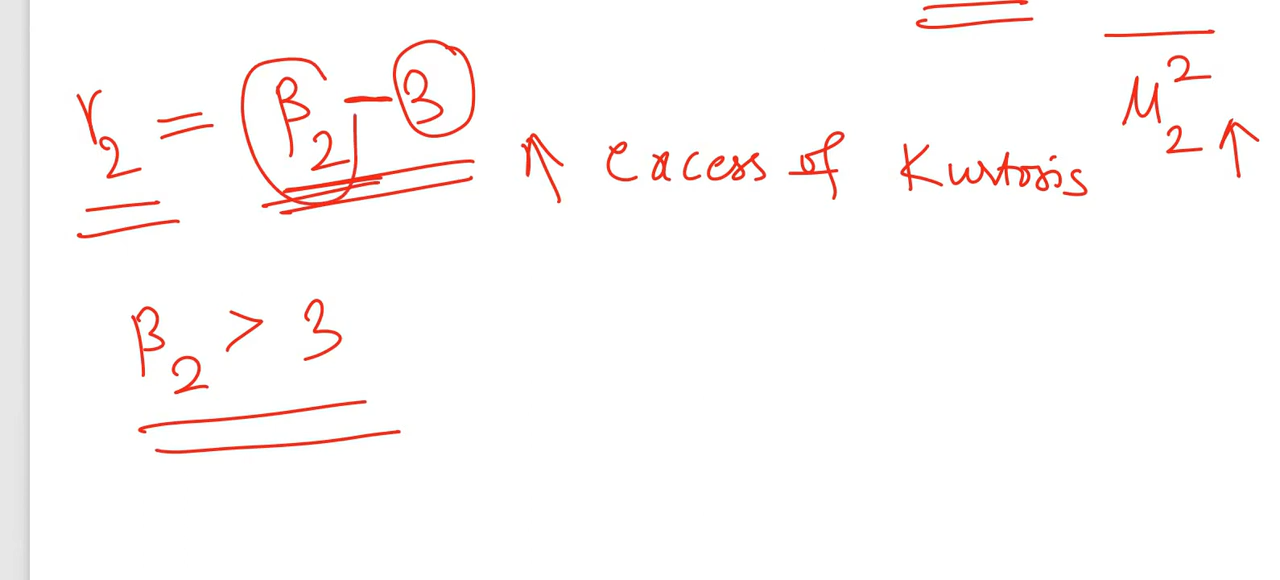 μ₂²
γ₂ = β₂ - 3 ↑ excess of Kurtosis
β₂ > 3